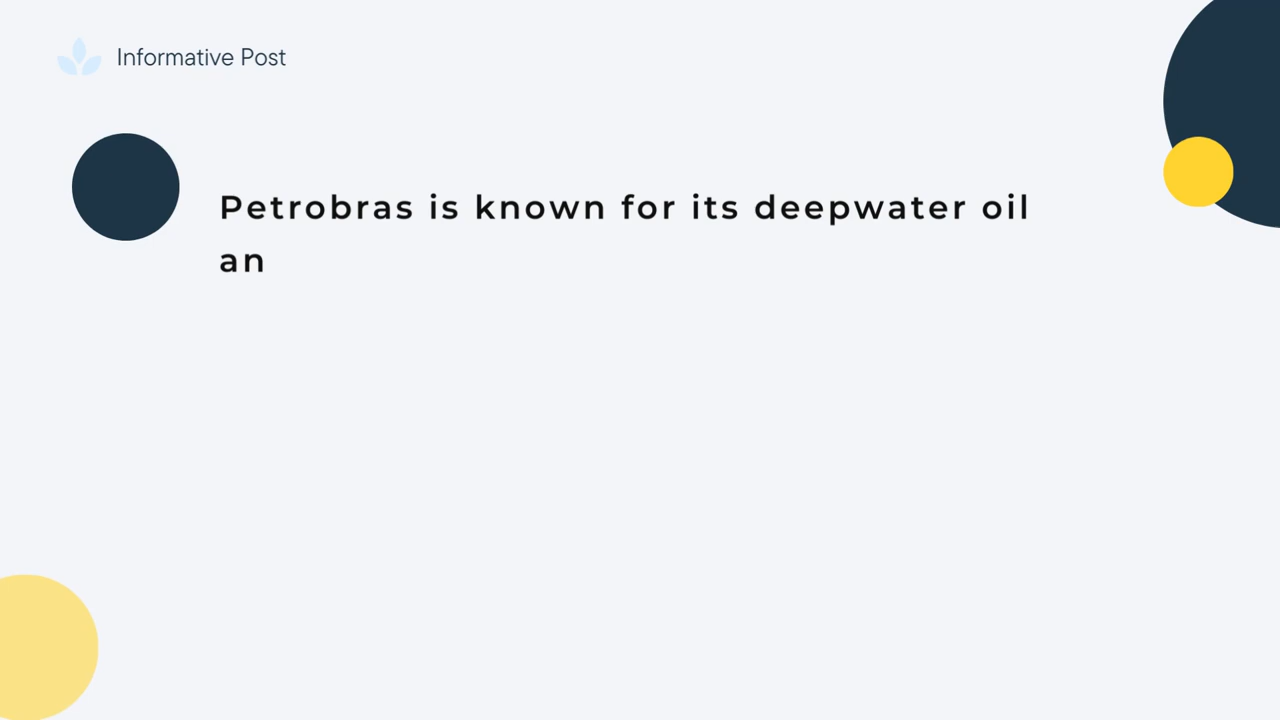 Informative Post
Petrobras is known for its deepwater oil
an